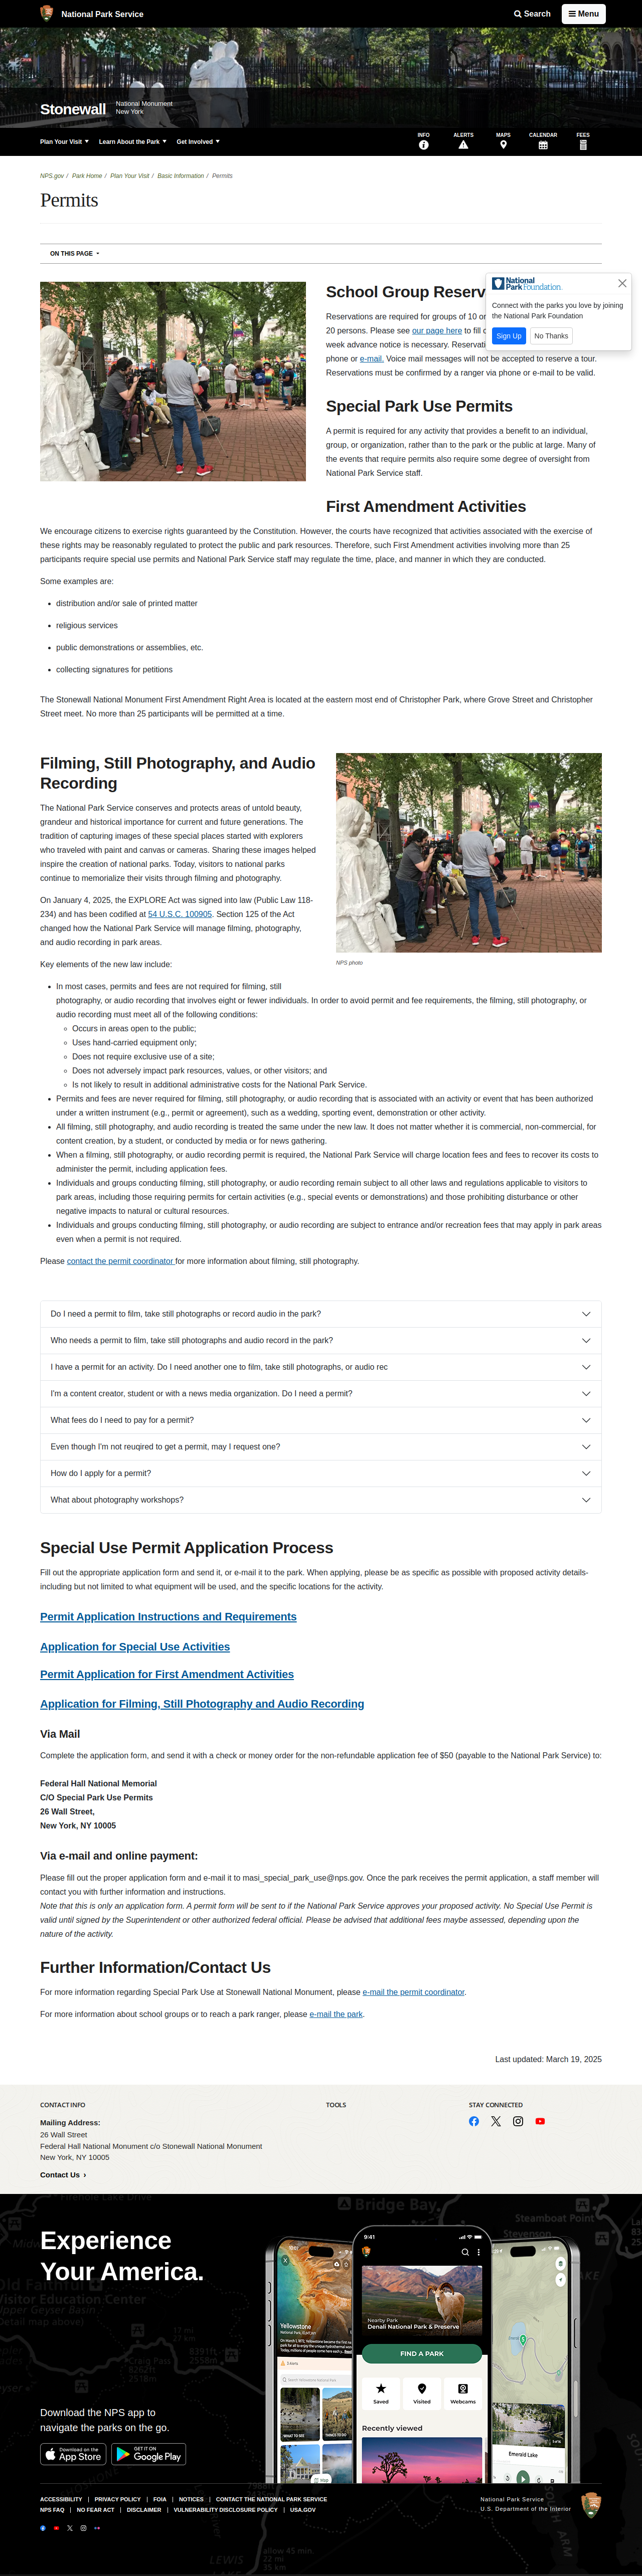 National Park Service
Search
Menu
Stonewall
National Monument
New York
Plan Your Visit
Learn About the Park
Get Involved
INFO
ALERTS
MAPS
CALENDAR
FEES
NPS.gov / Park Home / Plan Your Visit / Basic Information / Permits
Permits
ON THIS PAGE
National
Park Foundation.
Connect with the parks you love by joining
the National Park Foundation
Sign Up
No Thanks
School Group Reserv
Reservations are required for groups of 10 or
20 persons. Please see our page here to fill
week advance notice is needed. Reservati
phone or e-mail. Voice mail messages will not be accepted to reserve a tour.
Reservations must be confirmed by a ranger via phone or e-mail to be valid.
Special Park Use Permits
A permit is required for any activity that provides a benefit to an individual,
group, or organization, rather than to the park or the public at large. Many of
the events that require permits also require some degree of oversight from
National Park Service staff.
First Amendment Activities
We encourage citizens to exercise rights guaranteed by the Constitution. However, the courts have recognized that activities associated with the exercise of
these rights may be reasonably regulated to protect the public and park resources. Therefore, such First Amendment activities involving more than 25
participants require special use permits and National Park Service staff may regulate the time, place, and manner in which they are conducted.
Some examples are:
• distribution and/or sale of printed matter
• religious services
• public demonstrations or assemblies, etc.
• collecting signatures for petitions
The Stonewall National Monument First Amendment Right Area is located at the eastern most end of Christopher Park, where Grove Street and Christopher
Street meet. No more than 25 participants will be permitted at a time.
Filming, Still Photography, and Audio
Recording
The National Park Service conserves and protects areas of untold beauty,
grandeur and historical importance for current and future generations. The
tradition of capturing images of these special places started with explorers
who traveled with paint and canvas or cameras. Sharing these images helped
inspire the creation of national parks. Today, visitors to national parks
continue to memorialize their visits through filming and photography.
On January 4, 2025, the EXPLORE Act was signed into law (Public Law 118-
234) and has been codified at 54 U.S.C. 100905. Section 125 of the Act
changed how the National Park Service will manage filming, photography,
and audio recording in park areas.
NPS photo
Key elements of the new law include:
• In most cases, permits and fees are not required for filming, still
photography, or audio recording that involves eight or fewer individuals. In order to avoid permit and fee requirements, the filming, still photography, or
audio recording must meet all of the following conditions:
◦ Occurs in areas open to the public;
◦ Uses hand-carried equipment only;
◦ Does not require exclusive use of a site;
◦ Does not adversely impact park resources, values, or other visitors; and
◦ Is not likely to result in additional administrative costs for the National Park Service.
• Permits and fees are never required for filming, still photography, or audio recording that is associated with an activity or event that has been authorized
under a written instrument (e.g., permit or agreement), such as a wedding, sporting event, demonstration or other activity.
• All filming, still photography, and audio recording is treated the same under the new law. It does not matter whether it is commercial, non-commercial, for
content creation, by a student, or conducted by media or for news gathering.
• When a filming, still photography, or audio recording permit is required, the National Park Service will charge location fees and fees to recover its costs to
administer the permit, including application fees.
• Individuals and groups conducting filming, still photography, or audio recording remain subject to all other laws and regulations applicable to visitors to
park areas, including those requiring permits for certain activities (e.g., special events or demonstrations) and those prohibiting disturbance or other
negative impacts to natural or cultural resources.
• Individuals and groups conducting filming, still photography, or audio recording are subject to entrance and/or recreation fees that may apply in park areas
even when a permit is not required.
Please contact the permit coordinator for more information about filming, still photography.
Do I need a permit to film, take still photographs or record audio in the park?
Who needs a permit to film, take still photographs and audio record in the park?
I have a permit for an activity. Do I need another one to film, take still photographs, or audio rec
I'm a content creator, student or with a news media organization. Do I need a permit?
What fees do I need to pay for a permit?
Even though I'm not reuqired to get a permit, may I request one?
How do I apply for a permit?
What about photography workshops?
Special Use Permit Application Process
Fill out the appropriate application form and send it, or e-mail it to the park. When applying, please be as specific as possible with proposed activity details-
including but not limited to what equipment will be used, and the specific locations for the activity.
Permit Application Instructions and Requirements
Application for Special Use Activities
Permit Application for First Amendment Activities
Application for Filming, Still Photography and Audio Recording
Via Mail
Complete the application form, and send it with a check or money order for the non-refundable application fee of $50 (payable to the National Park Service) to:
Federal Hall National Memorial
C/O Special Park Use Permits
26 Wall Street,
New York, NY 10005
Via e-mail and online payment:
Please fill out the proper application form and e-mail it to masi_special_park_use@nps.gov. Once the park receives the permit application, a staff member will
contact you with further information and instructions.
Note that this is only an application form. A permit form will be sent to if the National Park Service approves your proposed activity. No Special Use Permit is
valid until signed by the Superintendent or other authorized federal official. Please be advised that additional fees maybe assessed, depending upon the
nature of the activity.
Further Information/Contact Us
For more information regarding Special Park Use at Stonewall National Monument, please e-mail the permit coordinator.
For more information about school groups or to reach a park ranger, please e-mail the park.
Last updated: March 19, 2025
CONTACT INFO
TOOLS
STAY CONNECTED
Mailing Address:
26 Wall Street
Federal Hall National Monument c/o Stonewall National Monument
New York, NY 10005
Contact Us
Experience
Your America.
9:41
Nearby Park
Denali National Park & Preserve
FIND A PARK
Saved
Visited
Webcams
Recently viewed
Yellowstone
Emerald Lake
Map
Download the NPS app to
navigate the parks on the go.
Download on the
App Store
GET IT ON
Google Play
ACCESSIBILITY | PRIVACY POLICY | FOIA | NOTICES | CONTACT THE NATIONAL PARK SERVICE
NPS FAQ | NO FEAR ACT | DISCLAIMER | VULNERABILITY DISCLOSURE POLICY | USA.GOV
National Park Service
U.S. Department of the Interior